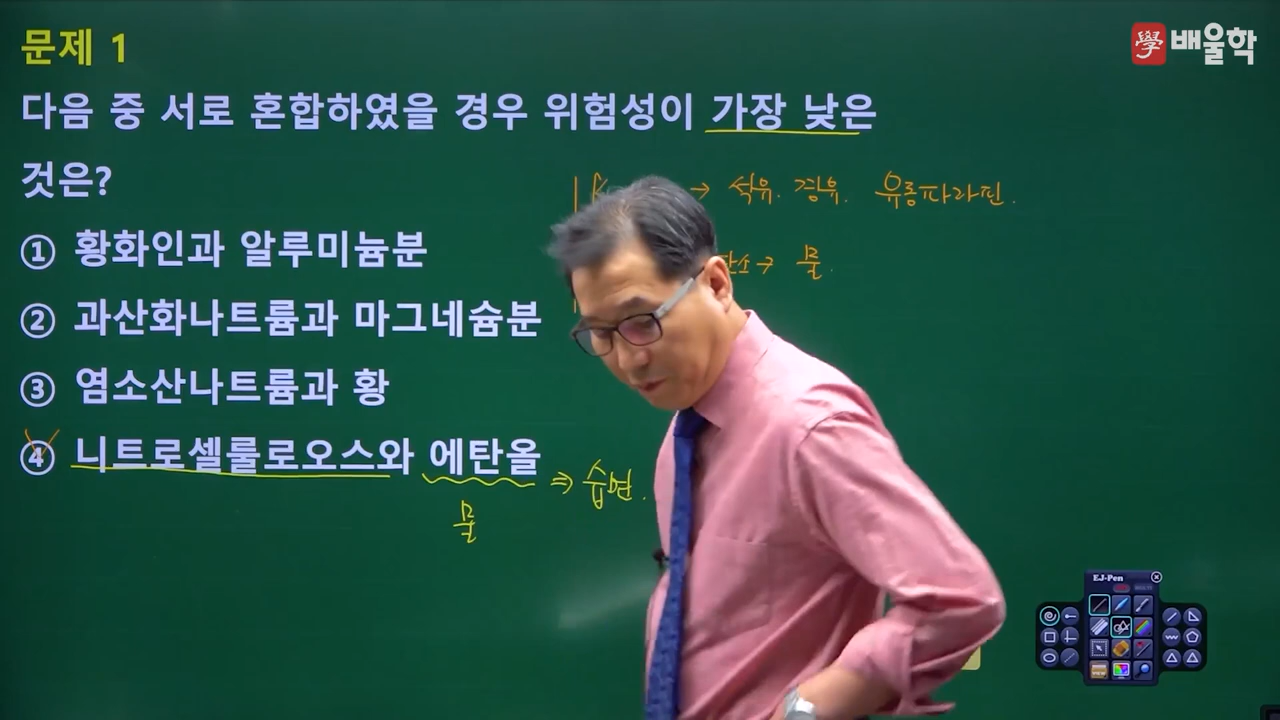 문제 1
學 배울학
다음 중 서로 혼합하였을 경우 위험성이 가장 낮은
것은?
→ 석유. 경유. 유동파라핀.
① 황화인과 알루미늄분
소 → 물.
② 과산화나트륨과 마그네슘분
③ 염소산나트륨과 황
④ 니트로셀룰로오스와 에탄올 ⇒ 습면.
물
EJ-Pen